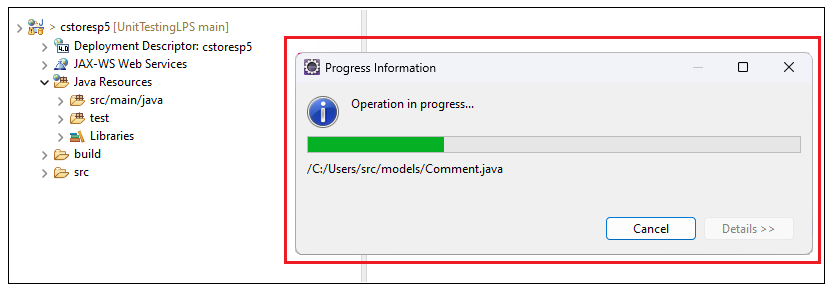 > cstoresp5 [UnitTestingLPS main]
Deployment Descriptor: cstoresp5
JAX-WS Web Services
Java Resources
src/main/java
test
Libraries
build
src
Progress Information
Operation in progress...
/C:/Users/src/models/Comment.java
Cancel
Details >>